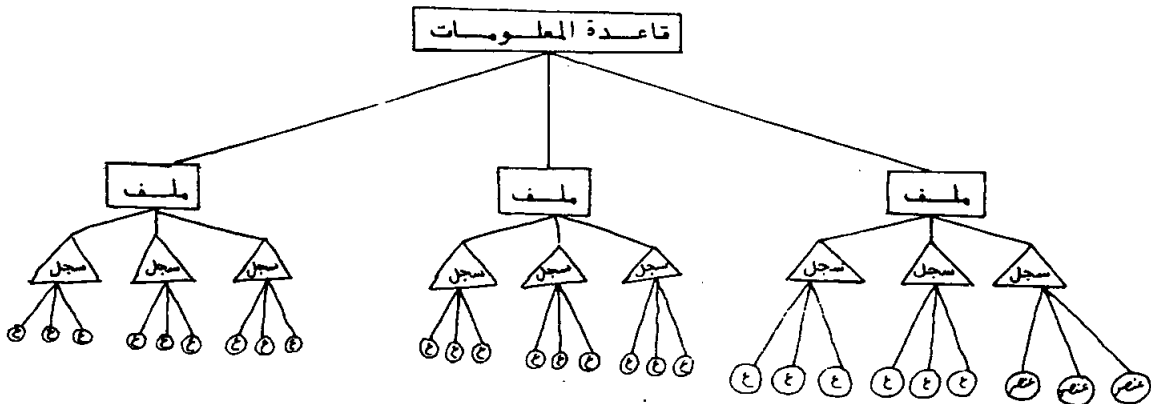 قاعدة المعلومات
ملف ملف ملف
سجل سجل سجل سجل سجل سجل سجل سجل سجل
عنصر عنصر عنصر ع ع ع ع ع ع ع ع ع ع ع ع ع ع ع ع ع ع ع ع ع ع ع ع